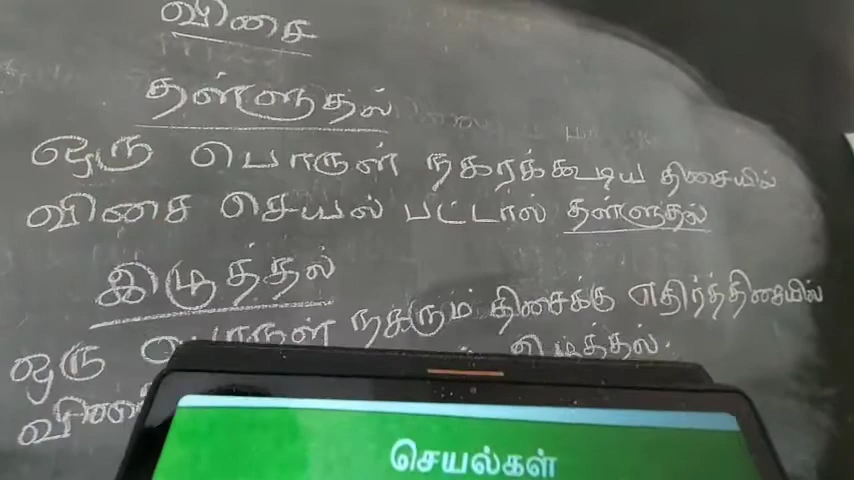 விசை
தள்ளுதல்
ஒரு பொருள் நகரக்கூடிய திசையில்
விசை செயல் பட்டால் தள்ளுதல்
இழுத்தல்
ஒரு பொருள் நகரும் திசைக்கு எதிர்த்திசையில்
விசை
செயல்கள்